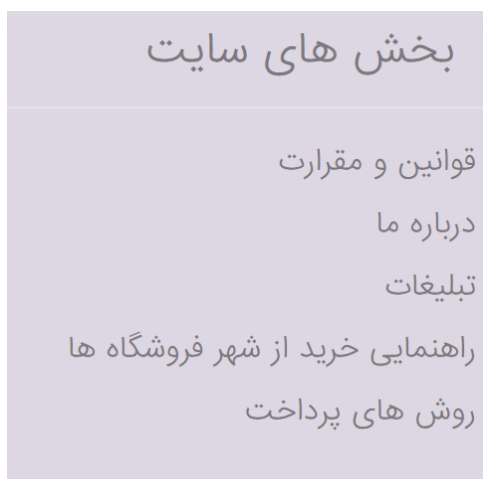 بخش های سایت
قوانین و مقرارت
درباره ما
تبلیغات
راهنمایی خرید از شهر فروشگاه ها
روش های پرداخت